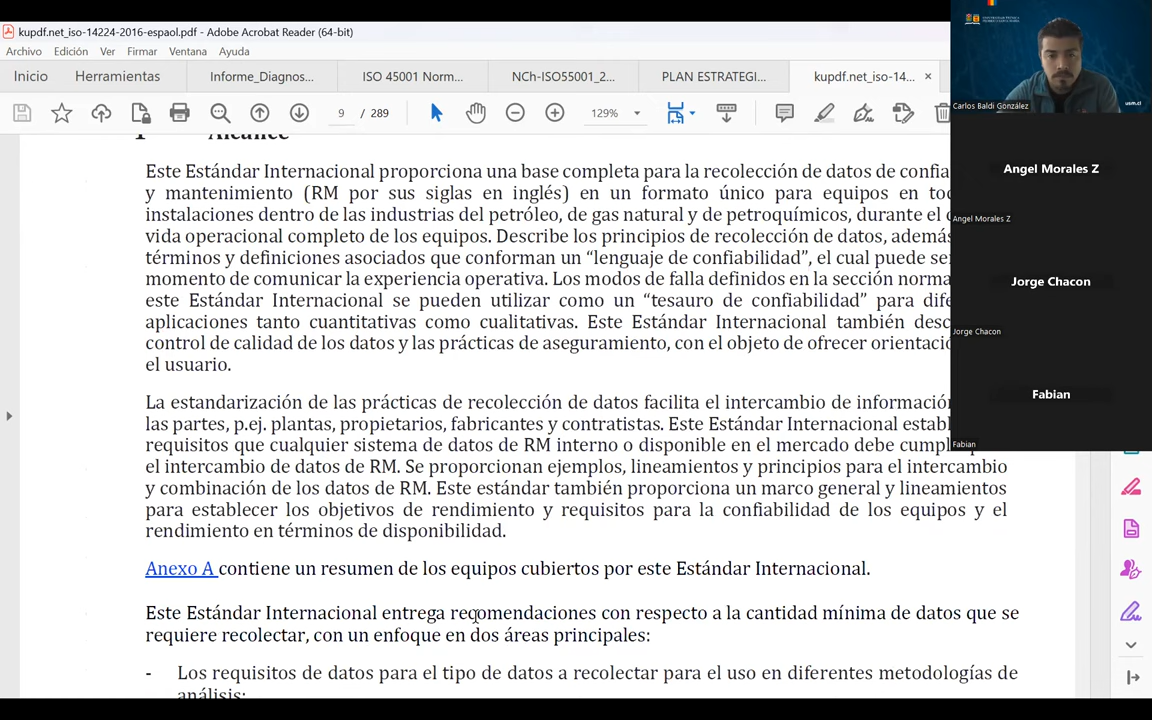 kupdf.net_iso-14224-2016-espaol.pdf - Adobe Acrobat Reader (64-bit)
Archivo Edición Ver Firmar Ventana Ayuda
Inicio Herramientas Informe_Diagnos... ISO 45001 Norm... NCh-ISO55001_2... PLAN ESTRATEGI... kupdf.net_iso-14... ×
9 / 289 129%
1 Alcance
Este Estándar Internacional proporciona una base completa para la recolección de datos de confia
y mantenimiento (RM por sus siglas en inglés) en un formato único para equipos en to
instalaciones dentro de las industrias del petróleo, de gas natural y de petroquímicos, durante el
vida operacional completo de los equipos. Describe los principios de recolección de datos, además
términos y definiciones asociados que conforman un “lenguaje de confiabilidad”, el cual puede se
momento de comunicar la experiencia operativa. Los modos de falla definidos en la sección norma
este Estándar Internacional se pueden utilizar como un “tesauro de confiabilidad” para dife
aplicaciones tanto cuantitativas como cualitativas. Este Estándar Internacional también desc
control de calidad de los datos y las prácticas de aseguramiento, con el objeto de ofrecer orientaci
el usuario.
La estandarización de las prácticas de recolección de datos facilita el intercambio de información
las partes, p.ej. plantas, propietarios, fabricantes y contratistas. Este Estándar Internacional estab
requisitos que cualquier sistema de datos de RM interno o disponible en el mercado debe cumpl
el intercambio de datos de RM. Se proporcionan ejemplos, lineamientos y principios para el intercambio
y combinación de los datos de RM. Este estándar también proporciona un marco general y lineamientos
para establecer los objetivos de rendimiento y requisitos para la confiabilidad de los equipos y el
rendimiento en términos de disponibilidad.
Anexo A contiene un resumen de los equipos cubiertos por este Estándar Internacional.
Este Estándar Internacional entrega recomendaciones con respecto a la cantidad mínima de datos que se
requiere recolectar, con un enfoque en dos áreas principales:
- Los requisitos de datos para el tipo de datos a recolectar para el uso en diferentes metodologías de
análisis;
usm.cl
Carlos Baldi González
Angel Morales Z
Angel Morales Z
Jorge Chacon
Jorge Chacon
Fabian
Fabian